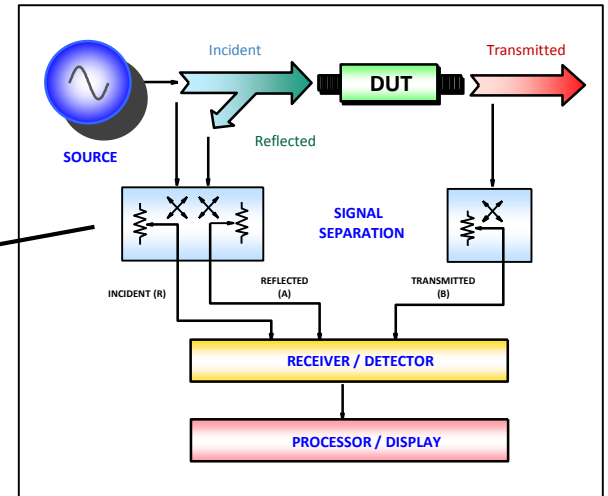 Incident
Transmitted
DUT
Reflected
SOURCE
SIGNAL
SEPARATION
INCIDENT (R)
REFLECTED
(A)
TRANSMITTED
(B)
RECEIVER / DETECTOR
PROCESSOR / DISPLAY